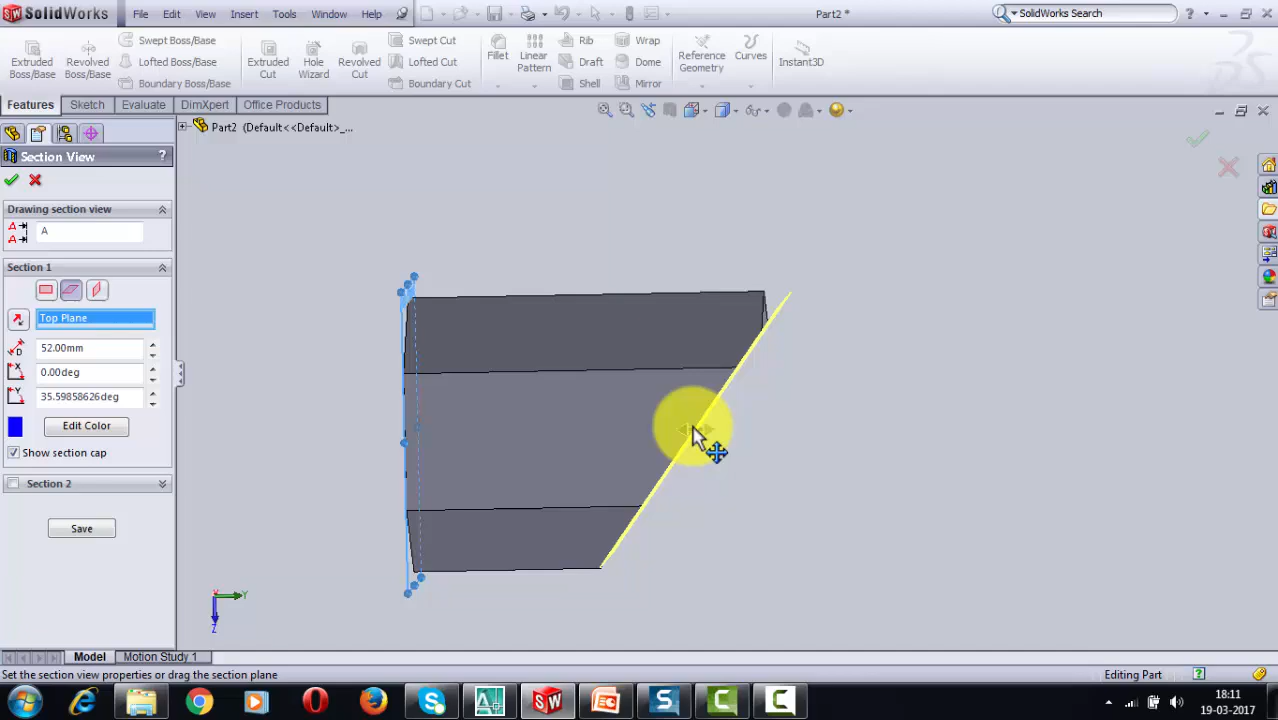 SOLIDWORKS File Edit View Insert Tools Window Help Part2 * SolidWorks Search ?
Extruded Boss/Base
Revolved Boss/Base
Swept Boss/Base
Lofted Boss/Base
Boundary Boss/Base
Extruded Cut
Hole Wizard
Revolved Cut
Swept Cut
Lofted Cut
Boundary Cut
Fillet
Linear Pattern
Rib
Draft
Shell
Wrap
Dome
Mirror
Reference Geometry
Curves
Instant3D
Features Sketch Evaluate DimXpert Office Products
Part2 (Default<<Default>_...
Section View ?
Drawing section view
A
Section 1
Top Plane
52.00mm
0.00deg
35.59858626deg
Edit Color
Show section cap
Section 2
Save
X Y Z
Model Motion Study 1
Set the section view properties or drag the section plane Editing Part ?
18:11
19-03-2017